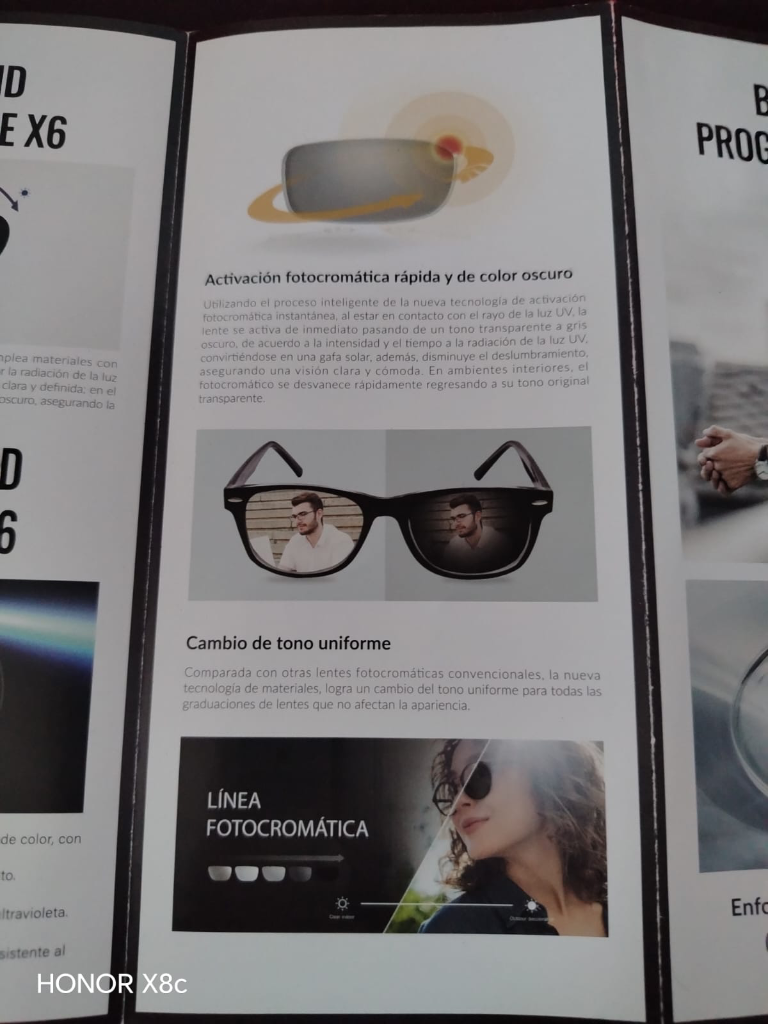 ID
E X6
mplea materiales con
r la radiación de la luz
clara y definida; en el
oscuro, asegurando la
D
6
de color, con
to.
ltravioleta.
sistente al
Activación fotocromática rápida y de color oscuro
Utilizando el proceso inteligente de la nueva tecnología de activación
fotocromática instantánea, al estar en contacto con el rayo de la luz UV, la
lente se activa de inmediato pasando de un tono transparente a gris
oscuro, de acuerdo a la intensidad y el tiempo a la radiación de la luz UV,
convirtiéndose en una gafa solar, además, disminuye el deslumbramiento,
asegurando una visión clara y cómoda. En ambientes interiores, el
fotocromático se desvanece rápidamente regresando a su tono original
transparente.
Cambio de tono uniforme
Comparada con otras lentes fotocromáticas convencionales, la nueva
tecnología de materiales, logra un cambio del tono uniforme para todas las
graduaciones de lentes que no afectan la apariencia.
LÍNEA
FOTOCROMÁTICA
B
PROG
Enfo
HONOR X8c